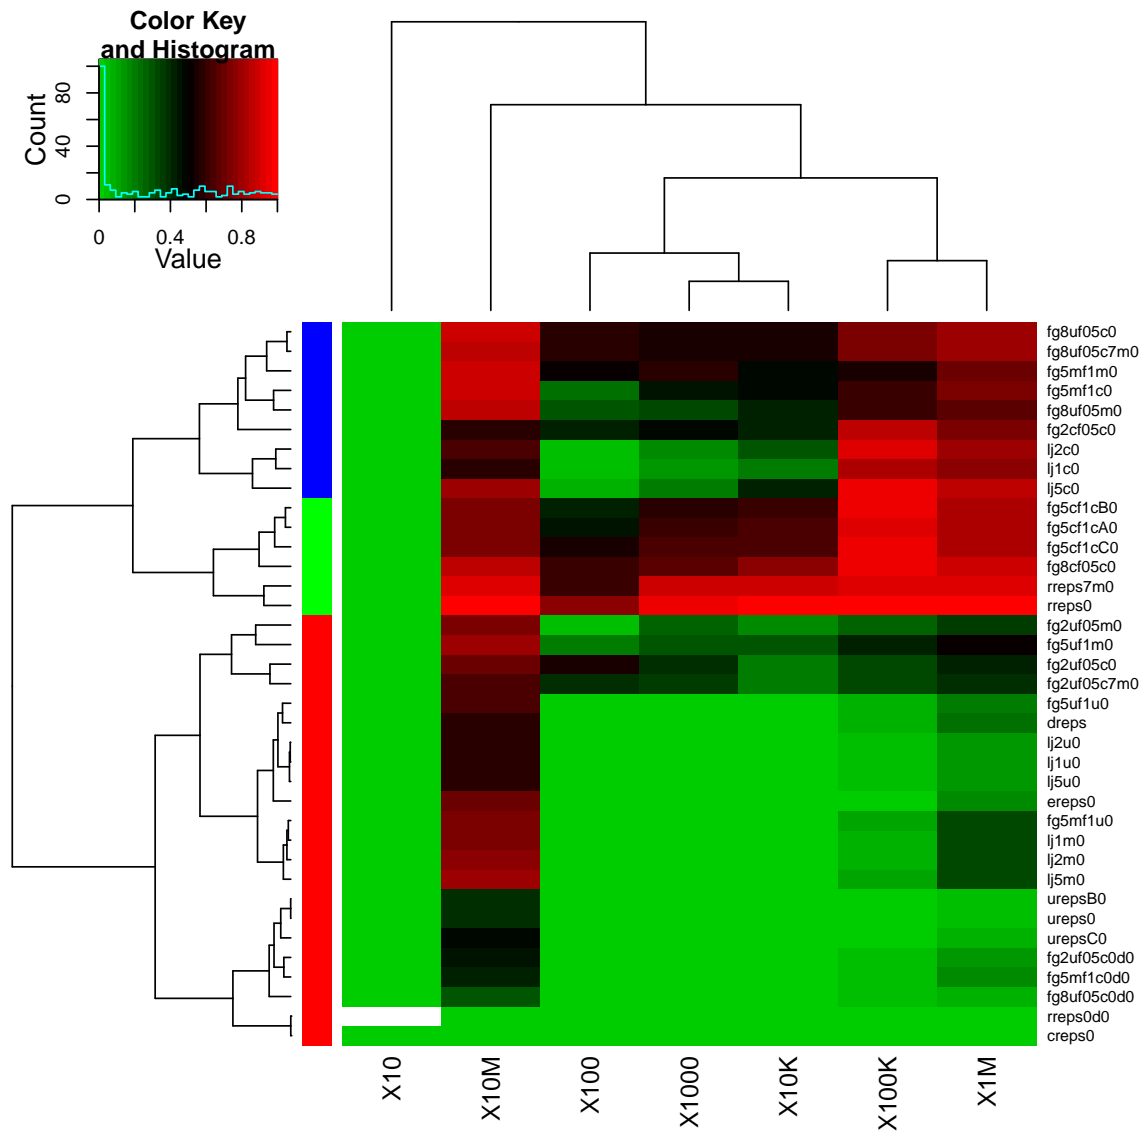 Color Key
and Histogram
Count
0
40
80
0
0.4
0.8
Value
fg8uf05c0
fg8uf05c7m0
fg5mf1m0
fg5mf1c0
fg8uf05m0
fg2cf05c0
lj2c0
lj1c0
lj5c0
fg5cf1cB0
fg5cf1cA0
fg5cf1cC0
fg8cf05c0
rreps7m0
rreps0
fg2uf05m0
fg5uf1m0
fg2uf05c0
fg2uf05c7m0
fg5uf1u0
dreps
lj2u0
lj1u0
lj5u0
ereps0
fg5mf1u0
lj1m0
lj2m0
lj5m0
urepsB0
ureps0
urepsC0
fg2uf05c0d0
fg5mf1c0d0
fg8uf05c0d0
rreps0d0
creps0
X10
X10M
X100
X1000
X10K
X100K
X1M